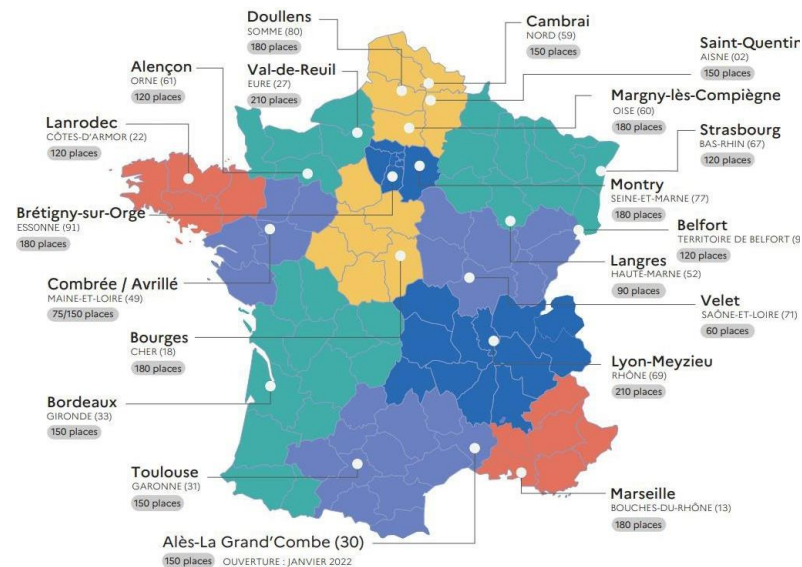 Doullens
SOMME (80)
180 places
Cambrai
NORD (59)
150 places
Saint-Quentin
AISNE (02)
150 places
Alençon
ORNE (61)
120 places
Val-de-Reuil
EURE (27)
210 places
Margny-lès-Compiègne
OISE (60)
180 places
Lanrodec
CÔTES-D'ARMOR (22)
120 places
Strasbourg
BAS-RHIN (67)
120 places
Montry
SEINE-ET-MARNE (77)
180 places
Brétigny-sur-Orge
ESSONNE (91)
180 places
Belfort
TERRITOIRE DE BELFORT (9
120 places
Langres
HAUTE-MARNE (52)
90 places
Combrée / Avrillé
MAINE-ET-LOIRE (49)
75/150 places
Velet
SAÔNE-ET-LOIRE (71)
60 places
Bourges
CHER (18)
180 places
Lyon-Meyzieu
RHÔNE (69)
210 places
Bordeaux
GIRONDE (33)
150 places
Toulouse
GARONNE (31)
150 places
Marseille
BOUCHES-DU-RHÔNE (13)
180 places
Alès-La Grand'Combe (30)
150 places OUVERTURE : JANVIER 2022